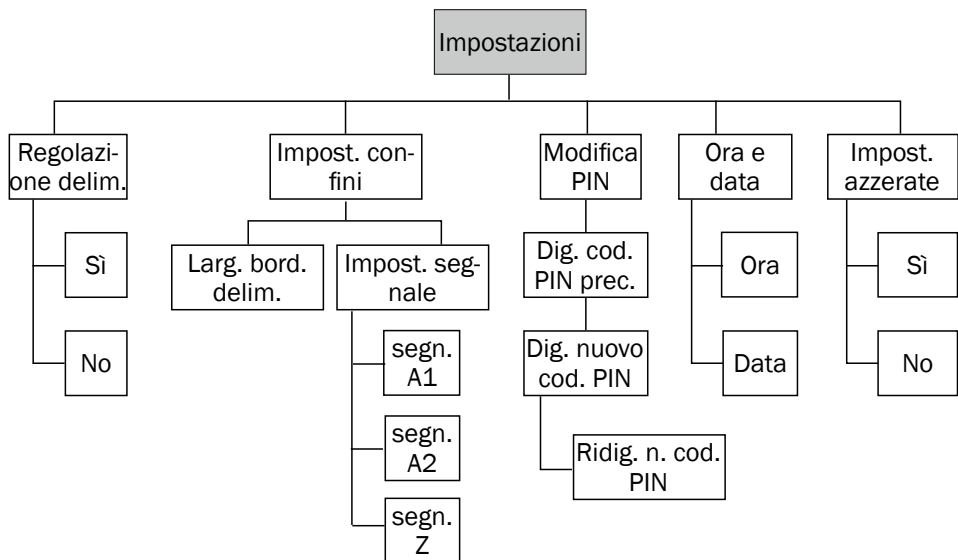 Impostazioni
Regolazi-
one delim.
Impost. con-
fini
Modifica
PIN
Ora e
data
Impost.
azzerate
Sì
No
Larg. bord.
delim.
Impost. seg-
nale
segn.
A1
segn.
A2
segn.
Z
Dig. cod.
PIN prec.
Dig. nuovo
cod. PIN
Ridig. n. cod.
PIN
Ora
Data
Sì
No